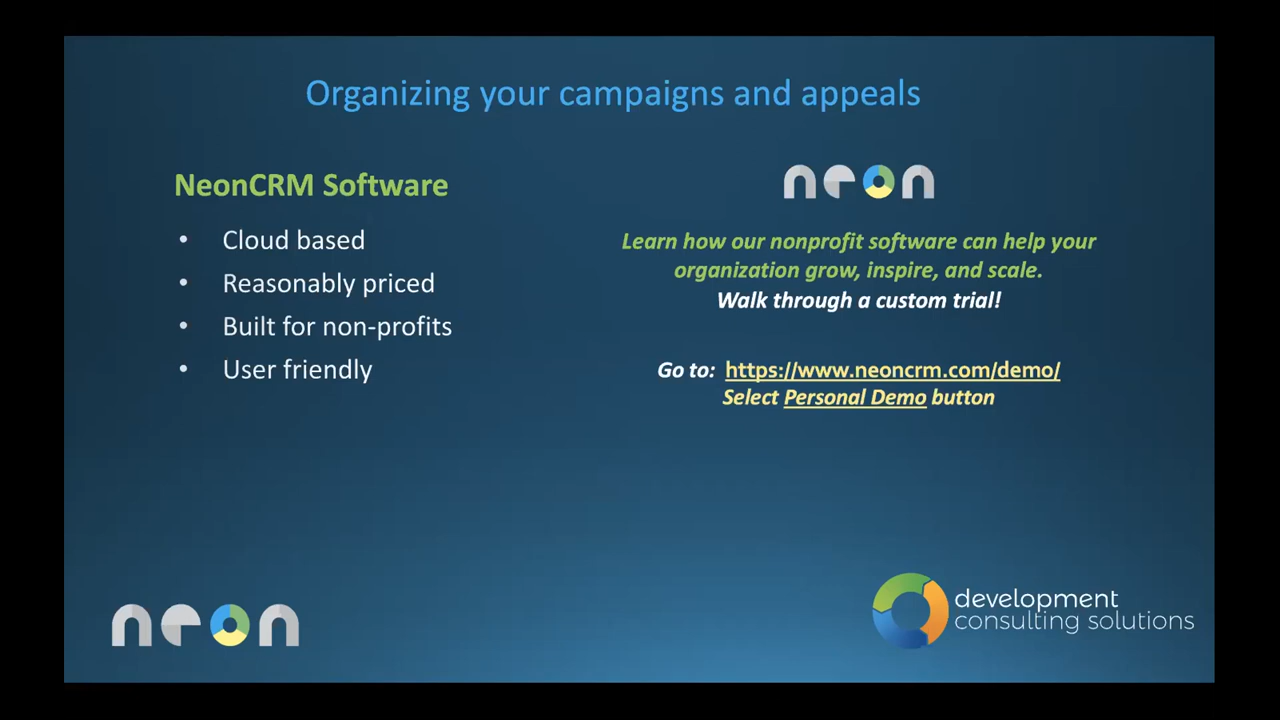 Organizing your campaigns and appeals
NeonCRM Software
• Cloud based
• Reasonably priced
• Built for non-profits
• User friendly
neon
Learn how our nonprofit software can help your
organization grow, inspire, and scale.
Walk through a custom trial!
Go to: https://www.neoncrm.com/demo/
Select Personal Demo button
neon
development
consulting solutions